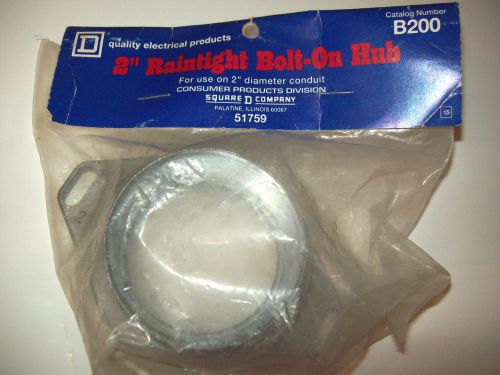 Catalog Number
B200
D
quality electrical products
2" Raintight Bolt-On Hub
For use on 2" diameter conduit
CONSUMER PRODUCTS DIVISION
SQUARE D COMPANY
PALATINE, ILLINOIS 60067
51759
15